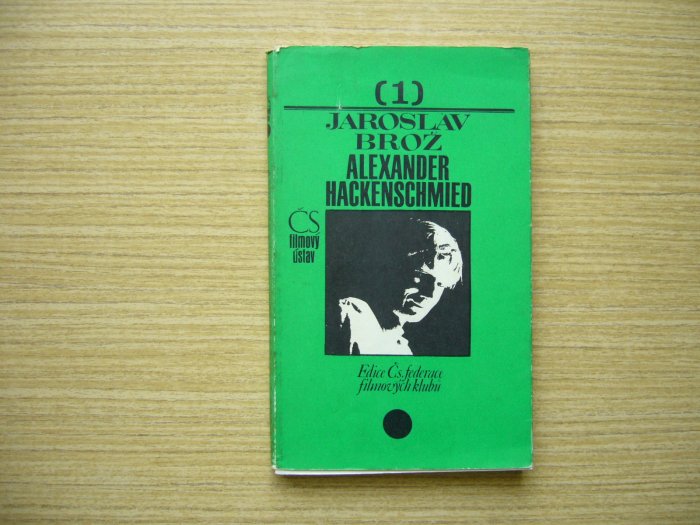 (1)
JAROSLAV
BROŽ
ALEXANDER
HACKENSCHMIED
ČS
filmový
ústav
Edice Čs. federace
filmových klubů